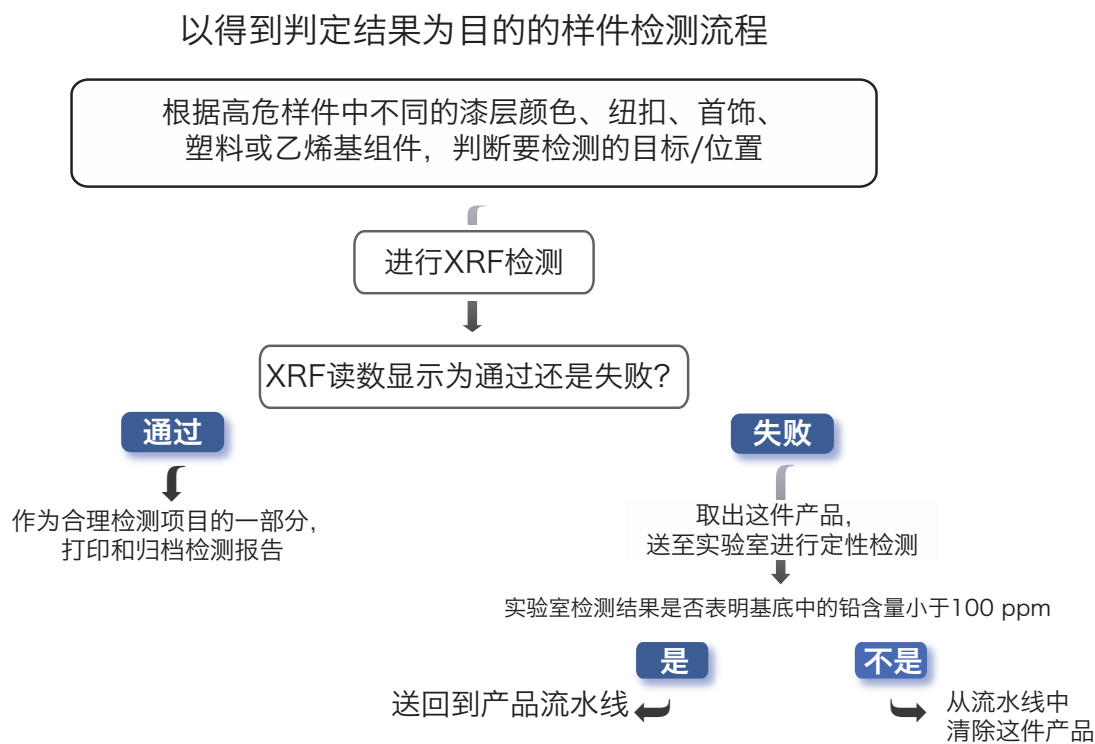 以得到判定结果为目的的样件检测流程
根据高危样件中不同的漆层颜色、纽扣、首饰、
塑料或乙烯基组件，判断要检测的目标/位置
进行XRF检测
XRF读数显示为通过还是失败？
通过
失败
作为合理检测项目的一部分，
打印和归档检测报告
取出这件产品，
送至实验室进行定性检测
实验室检测结果是否表明基底中的铅含量小于100 ppm
是
不是
送回到产品流水线
从流水线中
清除这件产品